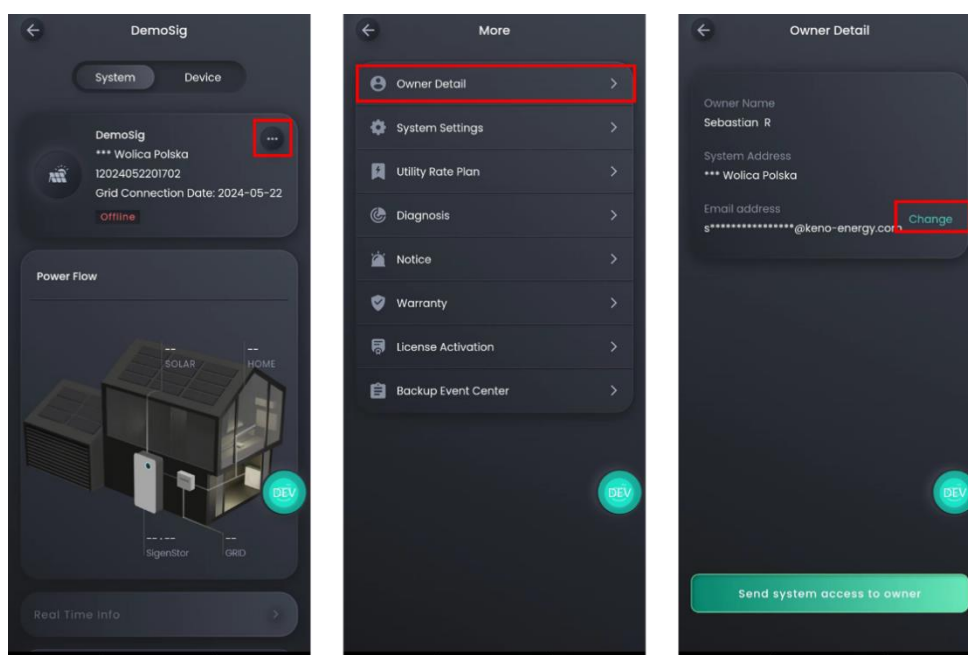 DemoSig
System
Device
DemoSig
*** Wolica Polska
12024052201702
Grid Connection Date: 2024-05-22
Offline
Power Flow
--
SOLAR
--
HOME
--.--
SigenStor
--
GRID
DEV
Real Time Info
More
Owner Detail
System Settings
Utility Rate Plan
Diagnosis
Notice
Warranty
License Activation
Backup Event Center
DEV
Owner Detail
Owner Name
Sebastian R
System Address
*** Wolica Polska
Email address
s****************@keno-energy.com
Change
DEV
Send system access to owner